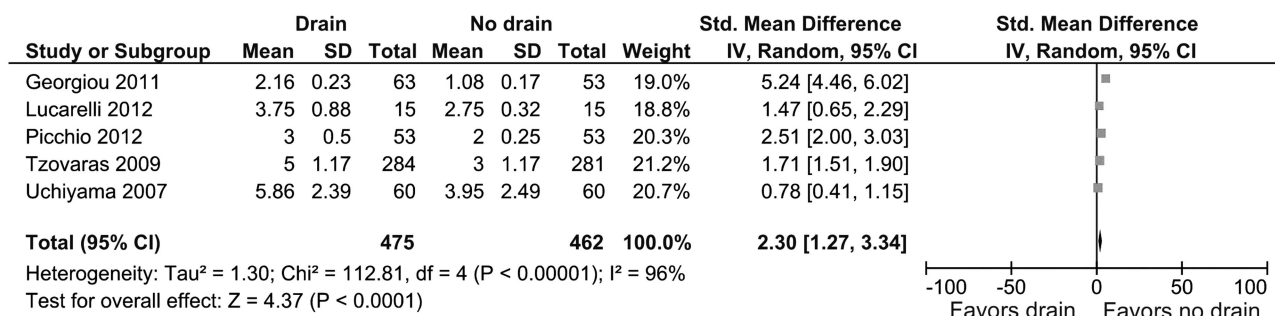 Drain No drain Std. Mean Difference Std. Mean Difference
Study or Subgroup Mean SD Total Mean SD Total Weight IV, Random, 95% CI IV, Random, 95% CI
Georgiou 2011 2.16 0.23 63 1.08 0.17 53 19.0% 5.24 [4.46, 6.02]
Lucarelli 2012 3.75 0.88 15 2.75 0.32 15 18.8% 1.47 [0.65, 2.29]
Picchio 2012 3 0.5 53 2 0.25 53 20.3% 2.51 [2.00, 3.03]
Tzovaras 2009 5 1.17 284 3 1.17 281 21.2% 1.71 [1.51, 1.90]
Uchiyama 2007 5.86 2.39 60 3.95 2.49 60 20.7% 0.78 [0.41, 1.15]
Total (95% CI) 475 462 100.0% 2.30 [1.27, 3.34]
Heterogeneity: Tau² = 1.30; Chi² = 112.81, df = 4 (P < 0.00001); I² = 96%
Test for overall effect: Z = 4.37 (P < 0.0001)
-100 -50 0 50 100
Favors drain Favors no drain